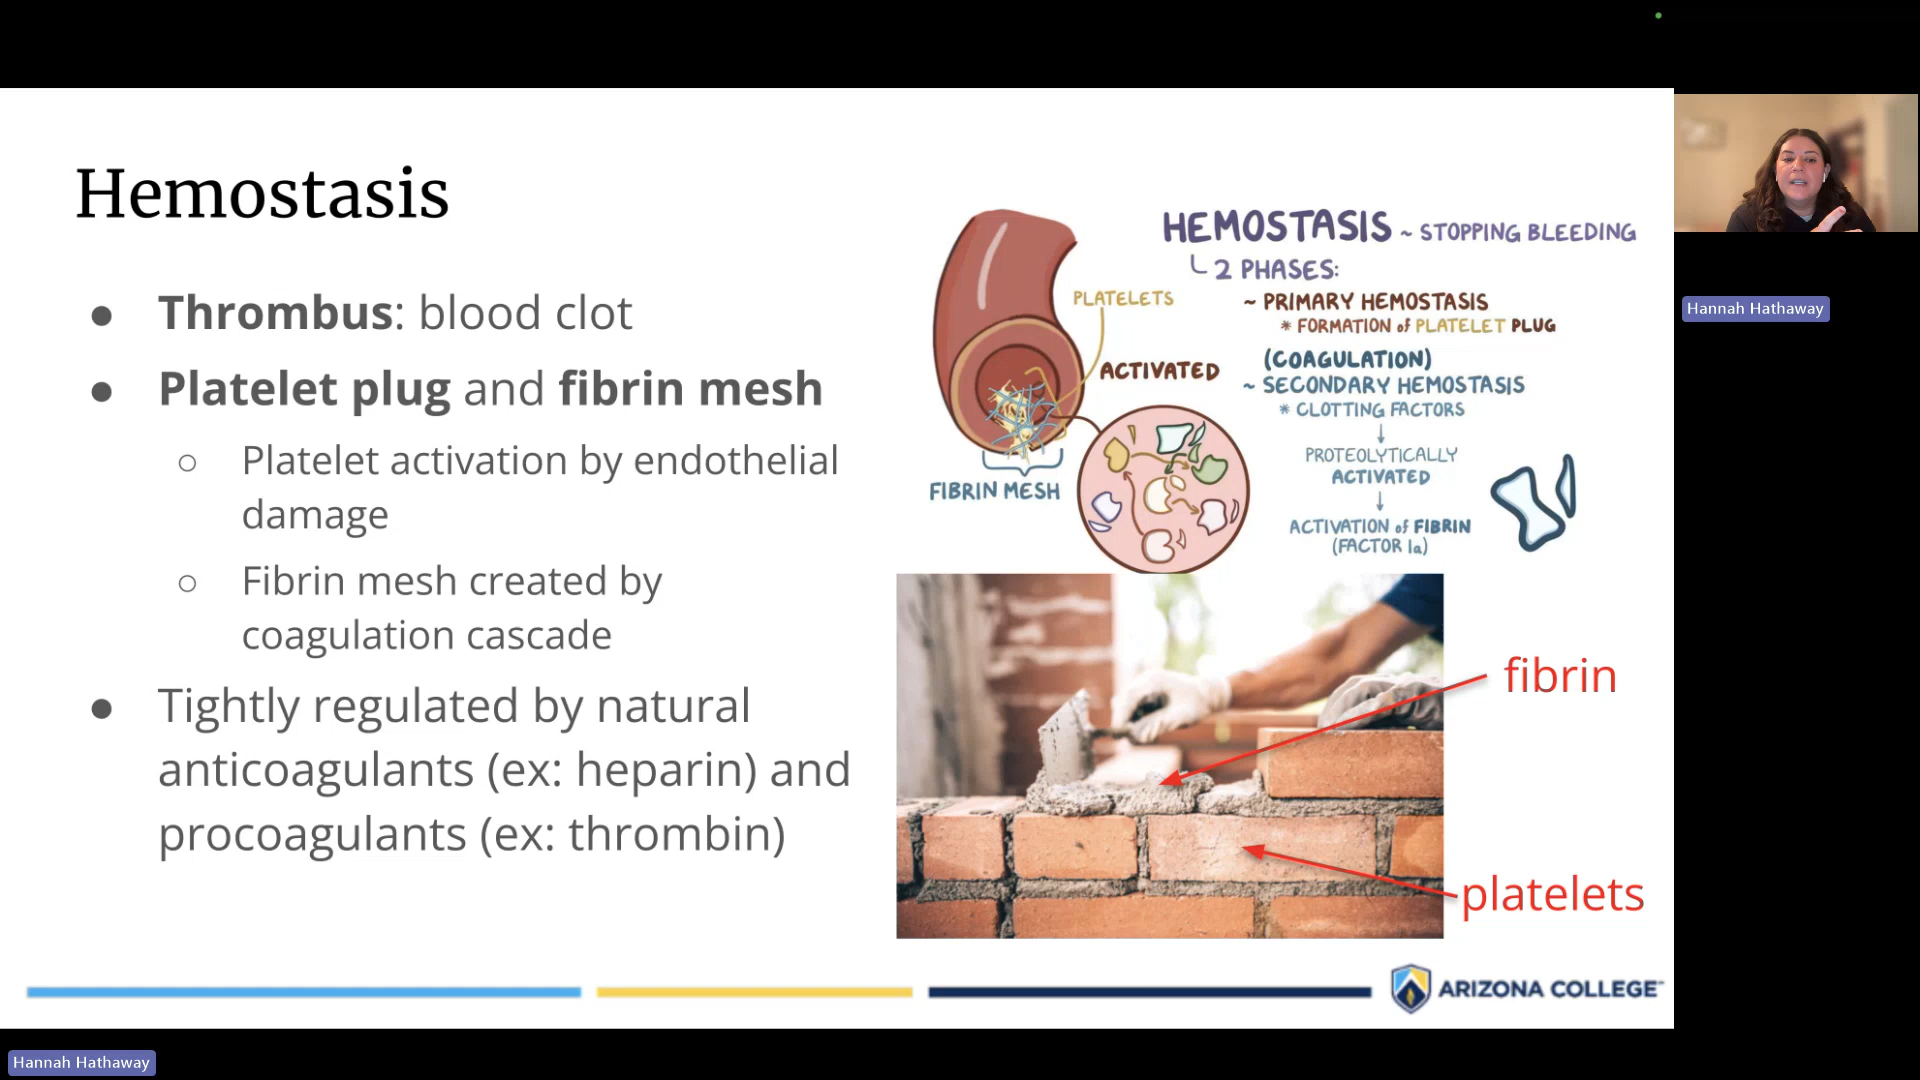 Hemostasis
● Thrombus: blood clot
● Platelet plug and fibrin mesh
○ Platelet activation by endothelial
damage
○ Fibrin mesh created by
coagulation cascade
● Tightly regulated by natural
anticoagulants (ex: heparin) and
procoagulants (ex: thrombin)
HEMOSTASIS ~ STOPPING BLEEDING
2 PHASES:
PLATELETS
~ PRIMARY HEMOSTASIS
* FORMATION of PLATELET PLUG
ACTIVATED
(COAGULATION)
~ SECONDARY HEMOSTASIS
* CLOTTING FACTORS
PROTEOLYTICALLY
ACTIVATED
FIBRIN MESH
ACTIVATION of FIBRIN
(FACTOR Ia)
fibrin
platelets
ARIZONA COLLEGE
Hannah Hathaway
Hannah Hathaway